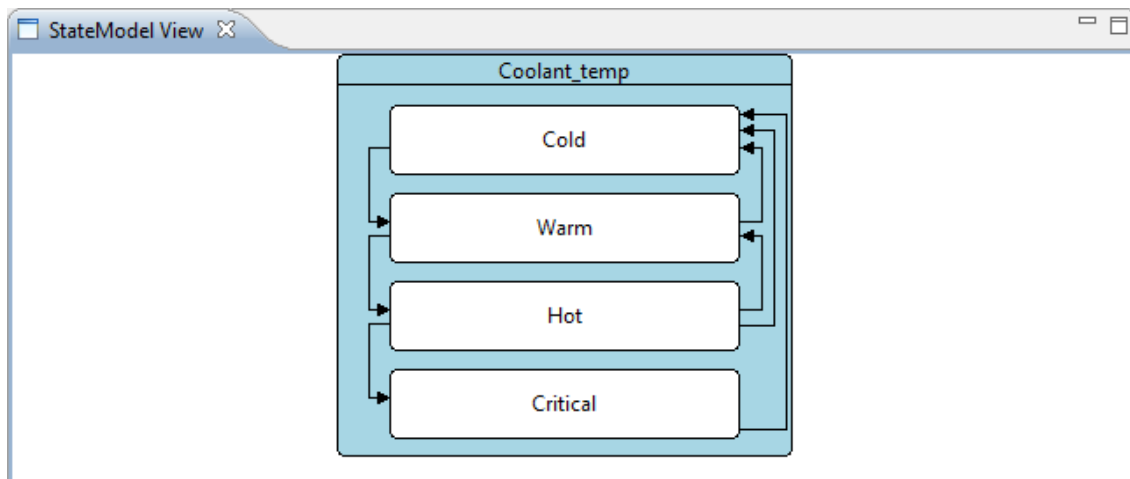 StateModel View
Coolant_temp
Cold
Warm
Hot
Critical